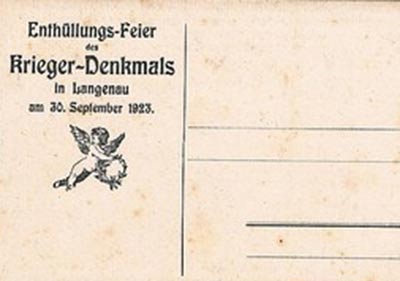 Enthüllungs-Feier
des
Krieger-Denkmals
in Langenau
am 30. September 1923.